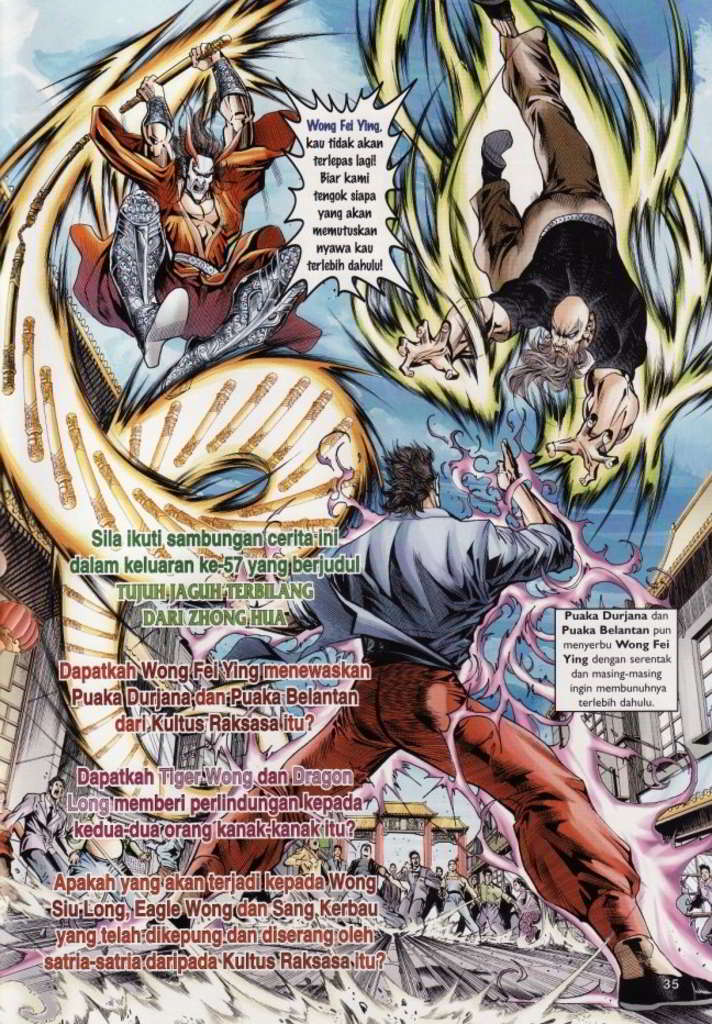 Wong Fei Ying,
kau tidak akan
terlepas lagi!
Biar kami
tengok siapa
yang akan
memutuskan
nyawa kau
terlebih dahulu!
Sila ikuti sambungan cerita ini
dalam keluaran ke-57 yang berjudul
TUJUH JAGUH TERBILANG
DARI ZHONG HUA
Puaka Durjana dan
Puaka Belantan pun
menyerbu Wong Fei
Ying dengan serentak
dan masing-masing
ingin membunuhnya
terlebih dahulu.
Dapatkah Wong Fei Ying menewaskan
Puaka Durjana dan Puaka Belantan
dari Kultus Raksasa itu?
Dapatkah Tiger Wong dan Dragon
Long memberi perlindungan kepada
kedua-dua orang kanak-kanak itu?
Apakah yang akan terjadi kepada Wong
Siu Long, Eagle Wong dan Sang Kerbau
yang telah dikepung dan diserang oleh
satria-satria daripada Kultus Raksasa itu?
35